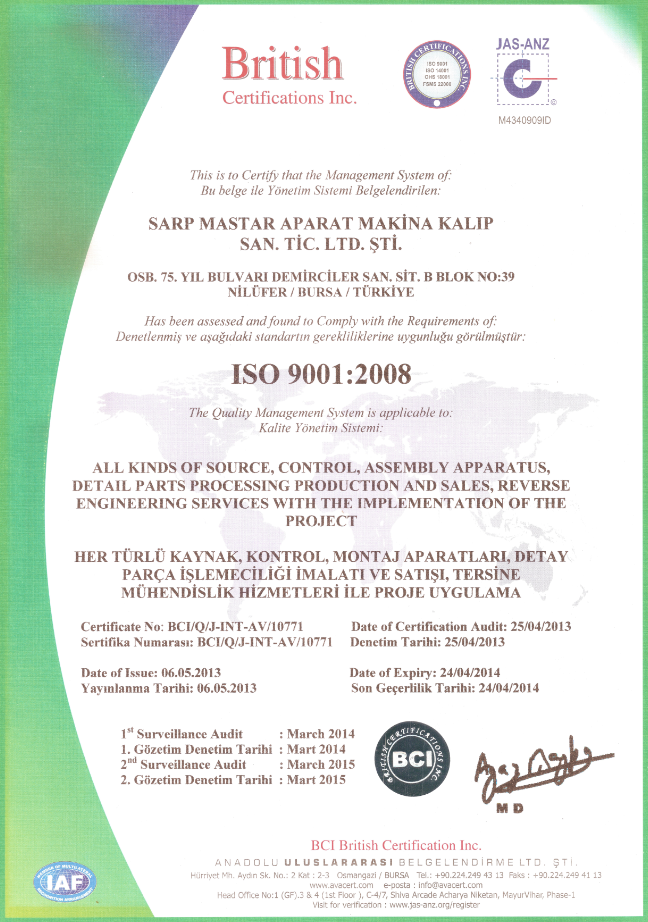 British
Certifications Inc.
BRITISH CERTIFICATIONS INC
ISO 9001
ISO 14001
OHS 18001
FSMS 22000
JAS-ANZ
©
M4340909ID
This is to Certify that the Management System of:
Bu belge ile Yönetim Sistemi Belgelendirilen:
SARP MASTAR APARAT MAKİNA KALIP
SAN. TİC. LTD. ŞTİ.
OSB. 75. YIL BULVARI DEMİRCİLER SAN. SİT. B BLOK NO:39
NİLÜFER / BURSA / TÜRKİYE
Has been assessed and found to Comply with the Requirements of:
Denetlenmiş ve aşağıdaki standartın gerekliliklerine uygunluğu görülmüştür:
ISO 9001:2008
The Quality Management System is applicable to:
Kalite Yönetim Sistemi:
ALL KINDS OF SOURCE, CONTROL, ASSEMBLY APPARATUS,
DETAIL PARTS PROCESSING PRODUCTION AND SALES, REVERSE
ENGINEERING SERVICES WITH THE IMPLEMENTATION OF THE
PROJECT
HER TÜRLÜ KAYNAK, KONTROL, MONTAJ APARATLARI, DETAY
PARÇA İŞLEMECİLİĞİ İMALATI VE SATIŞI, TERSİNE
MÜHENDİSLİK HİZMETLERİ İLE PROJE UYGULAMA
Certificate No: BCI/Q/J-INT-AV/10771 Date of Certification Audit: 25/04/2013
Sertifika Numarası: BCI/Q/J-INT-AV/10771 Denetim Tarihi: 25/04/2013
Date of Issue: 06.05.2013 Date of Expiry: 24/04/2014
Yayınlanma Tarihi: 06.05.2013 Son Geçerlilik Tarihi: 24/04/2014
1st Surveillance Audit : March 2014
1. Gözetim Denetim Tarihi : Mart 2014
2nd Surveillance Audit : March 2015
2. Gözetim Denetim Tarihi : Mart 2015
BRITISH CERTIFICATIONS INC
BCI
M D
BCI British Certification Inc.
ANADOLU ULUSLARARASI BELGELENDİRME LTD. ŞTİ.
Hürriyet Mh. Aydın Sk. No.: 2 Kat : 2-3 Osmangazi / BURSA Tel.: +90.224.249 43 13 Faks : +90.224.249 41 13
www.avacert.com e-posta : info@avacert.com
Head Office No:1 (GF).3 & 4 (1st Floor ), C-4/7, Shiva Arcade Acharya Niketan, MayurVihar, Phase-1
Visit for verification : www.jas-anz.org/register
IAF